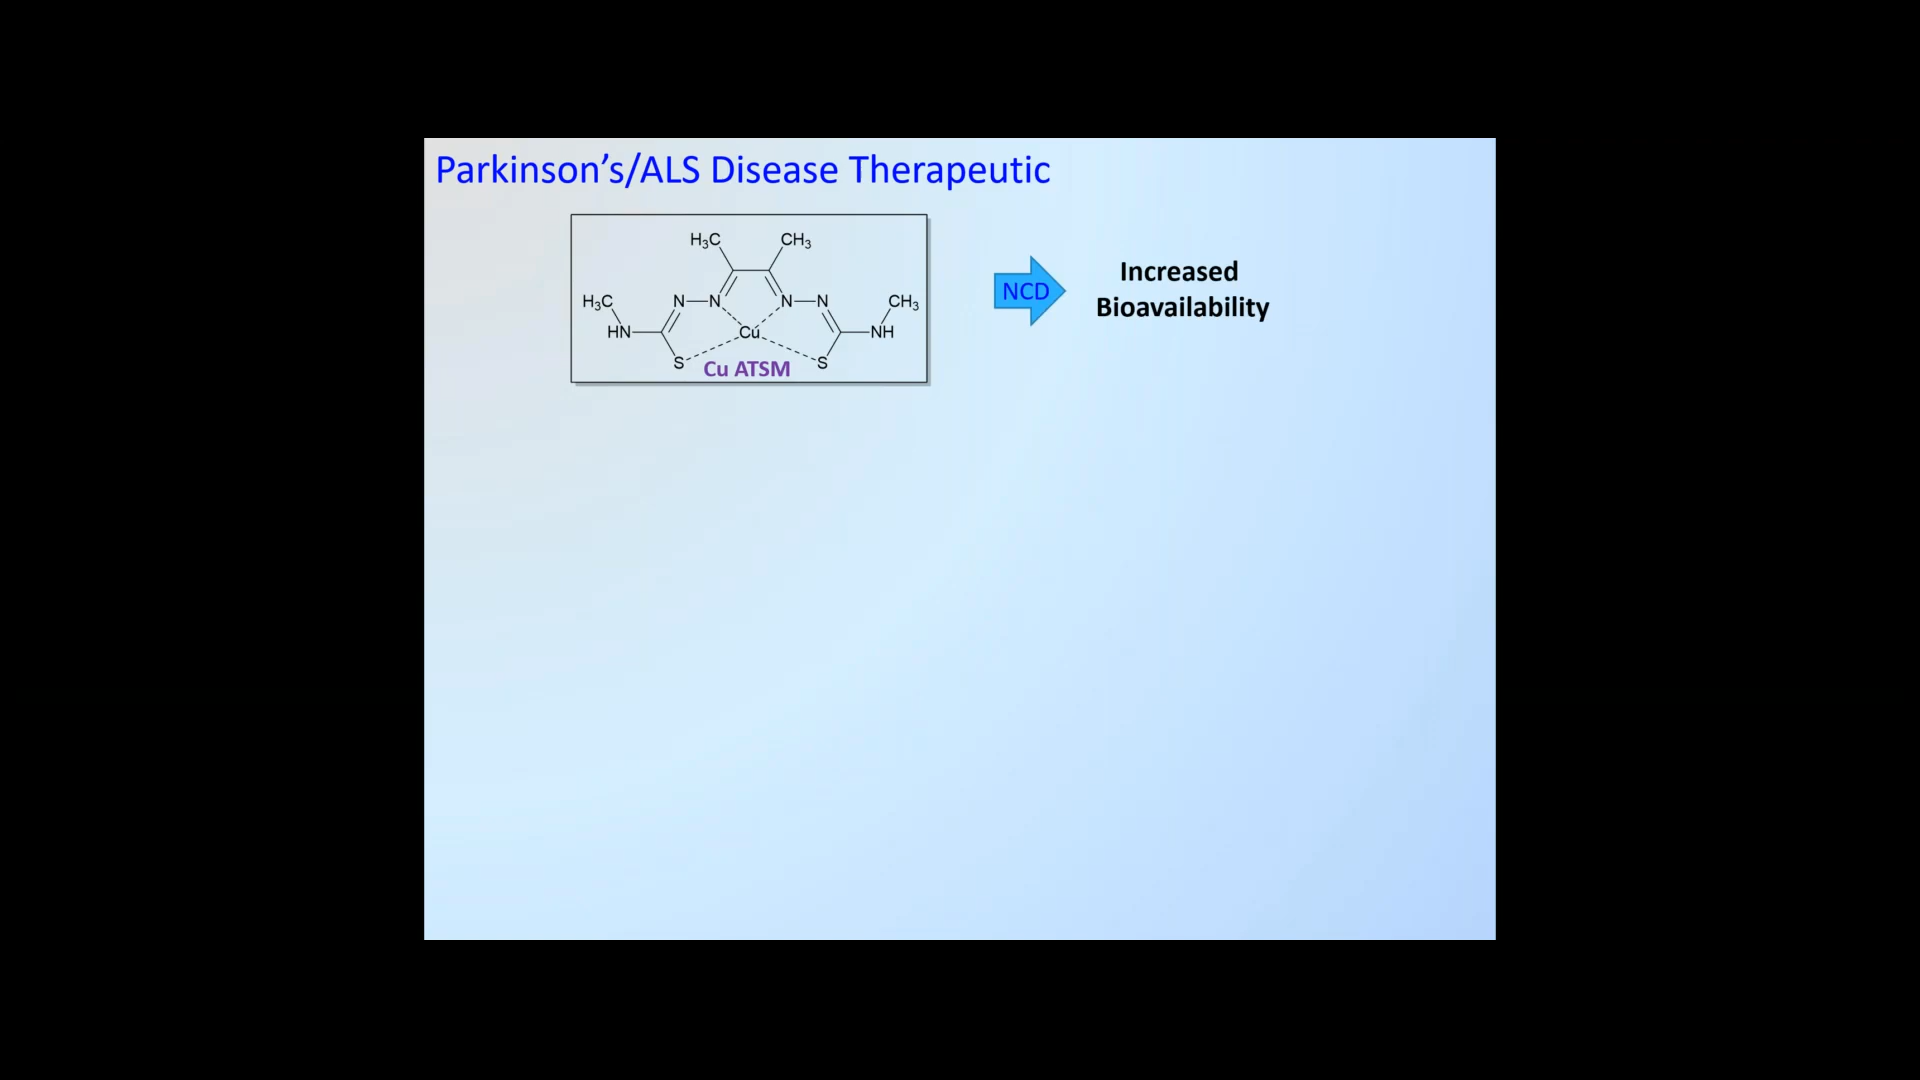 Parkinson's/ALS Disease Therapeutic
H₃C CH₃
H₃C N N N N CH₃
HN Cu NH
S Cu ATSM S
NCD
Increased
Bioavailability